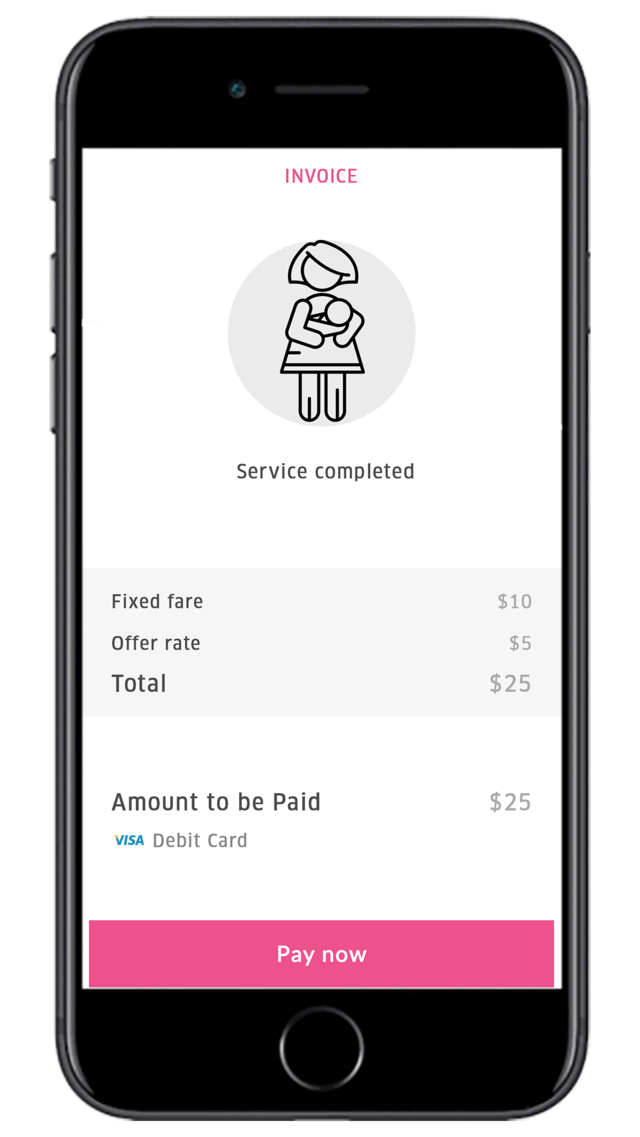 INVOICE
Service completed
Fixed fare $10
Offer rate $5
Total $25
Amount to be Paid $25
VISA Debit Card
Pay now